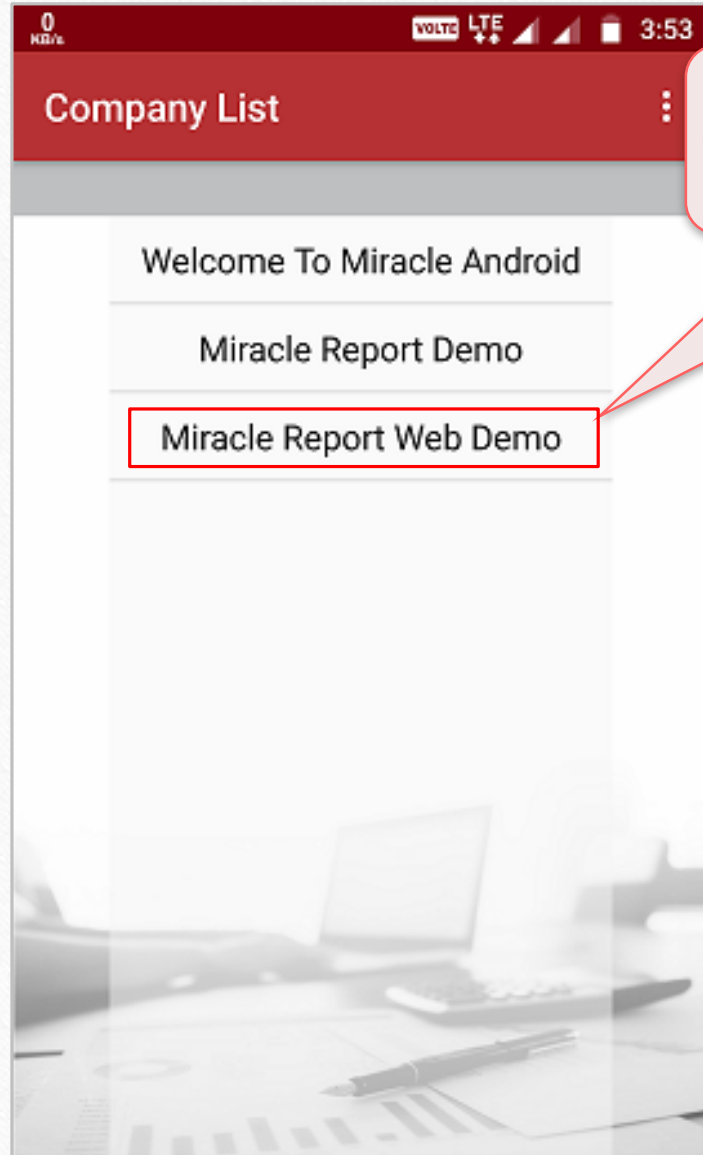 0
KB/s
VOLTE LTE 3:53
Company List
Welcome To Miracle Android
Miracle Report Demo
Miracle Report Web Demo